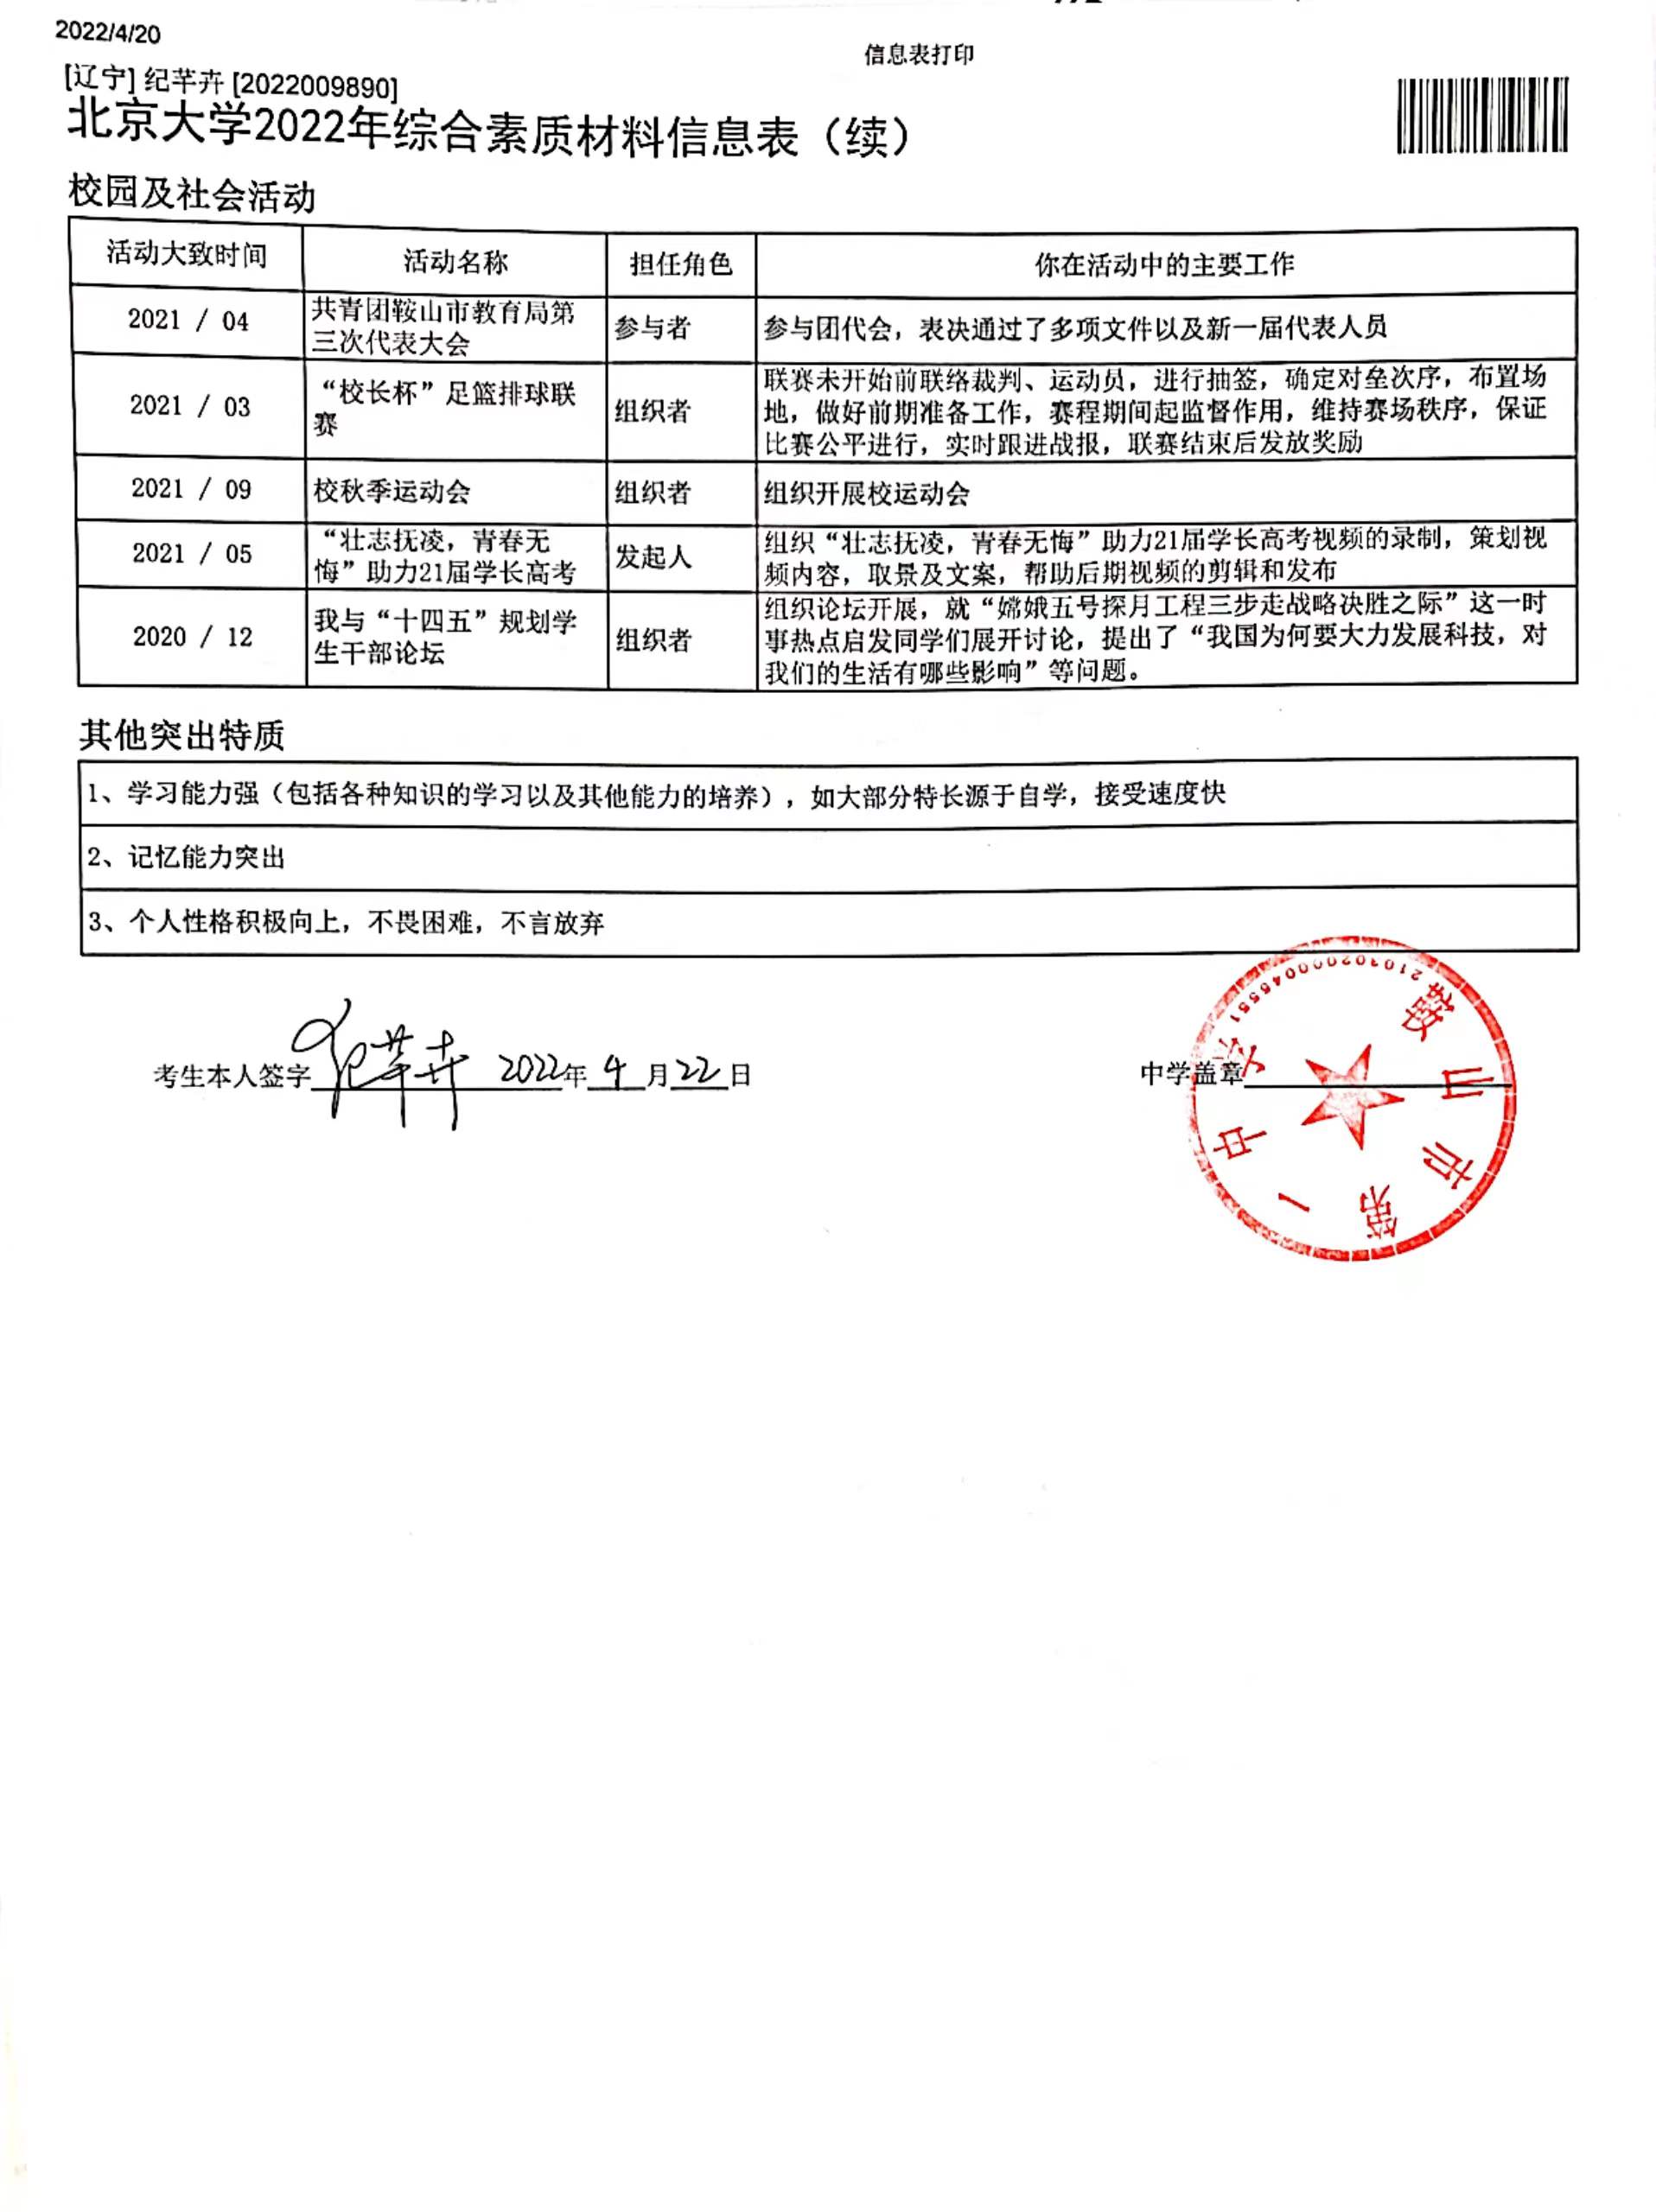 2022/4/20
信息表打印
[辽宁] 纪芊卉 [2022009890]
北京大学2022年综合素质材料信息表（续）
校园及社会活动
活动大致时间 活动名称 担任角色 你在活动中的主要工作
2021 / 04
共青团鞍山市教育局第
三次代表大会
参与者
参与团代会，表决通过了多项文件以及新一届代表人员
2021 / 03
“校长杯”足篮排球联
赛
组织者
联赛未开始前联络裁判、运动员，进行抽签，确定对垒次序，布置场
地，做好前期准备工作，赛程期间起监督作用，维持赛场秩序，保证
比赛公平进行，实时跟进战报，联赛结束后发放奖励
2021 / 09
校秋季运动会
组织者
组织开展校运动会
2021 / 05
“壮志抚凌，青春无
悔”助力21届学长高考
发起人
组织“壮志抚凌，青春无悔”助力21届学长高考视频的录制，策划视
频内容，取景及文案，帮助后期视频的剪辑和发布
2020 / 12
我与“十四五”规划学
生干部论坛
组织者
组织论坛开展，就“嫦娥五号探月工程三步走战略决胜之际”这一时
事热点启发同学们展开讨论，提出了“我国为何要大力发展科技，对
我们的生活有哪些影响”等问题。
其他突出特质
1、学习能力强（包括各种知识的学习以及其他能力的培养），如大部分特长源于自学，接受速度快
2、记忆能力突出
3、个人性格积极向上，不畏困难，不言放弃
考生本人签字 纪芊卉 2022年 4 月 22 日
中学盖章
鞍山市第一中学